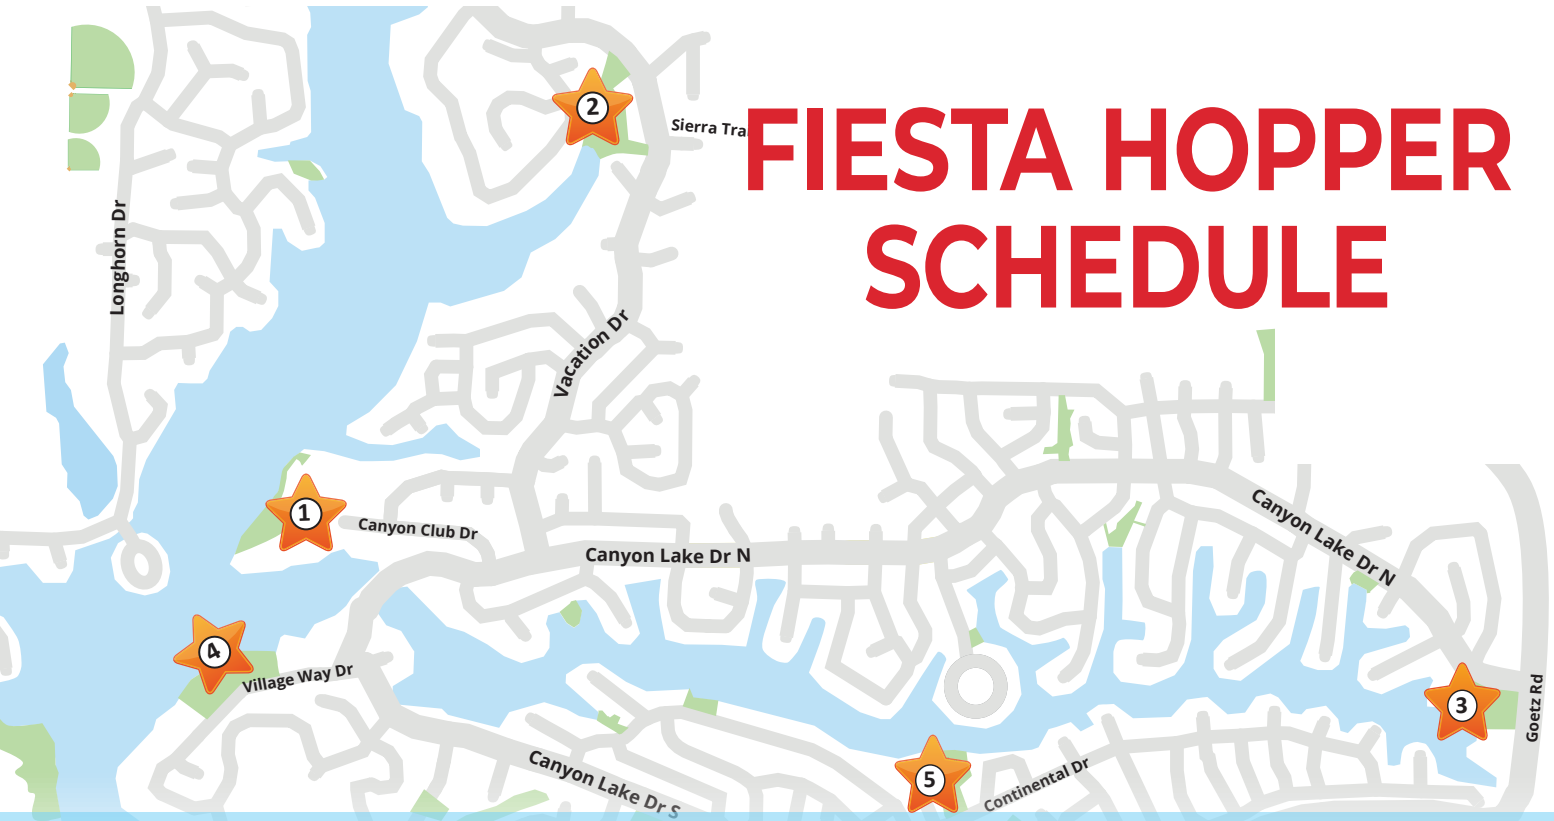 2
Sierra Tra
FIESTA HOPPER
SCHEDULE
Longhorn Dr
Vacation Dr
1
Canyon Club Dr
Canyon Lake Dr N
Canyon Lake Dr N
4
Village Way Dr
3
Goetz Rd
Canyon Lake Dr S
5
Continental Dr